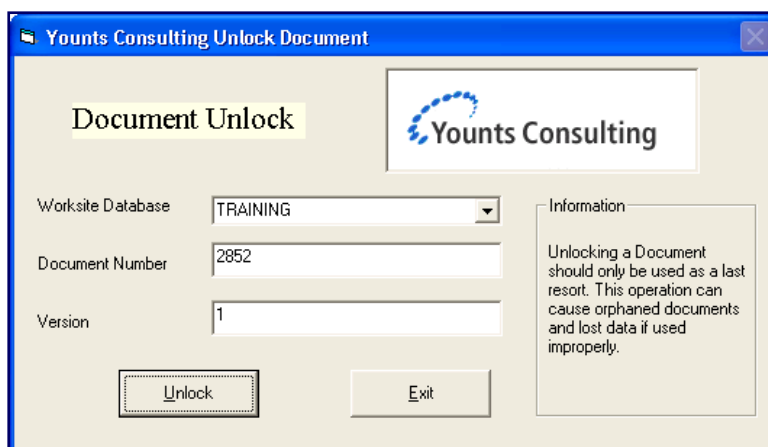 Younts Consulting Unlock Document
Document Unlock
Younts Consulting
Worksite Database
TRAINING
Document Number
2852
Version
1
Unlock
Exit
Information
Unlocking a Document
should only be used as a last
resort. This operation can
cause orphaned documents
and lost data if used
improperly.